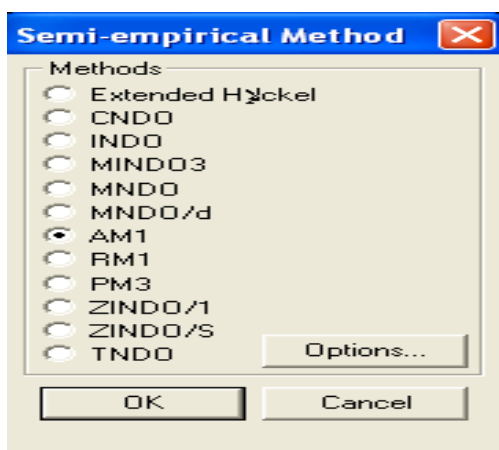 Semi-empirical Method
Methods
Extended
CNDO
INDO
MINDO3
MNDO
MNDO/d
AM1
RM1
PM3
ZINDO/1
ZINDO/S
TNDO
Options...
OK
Cancel